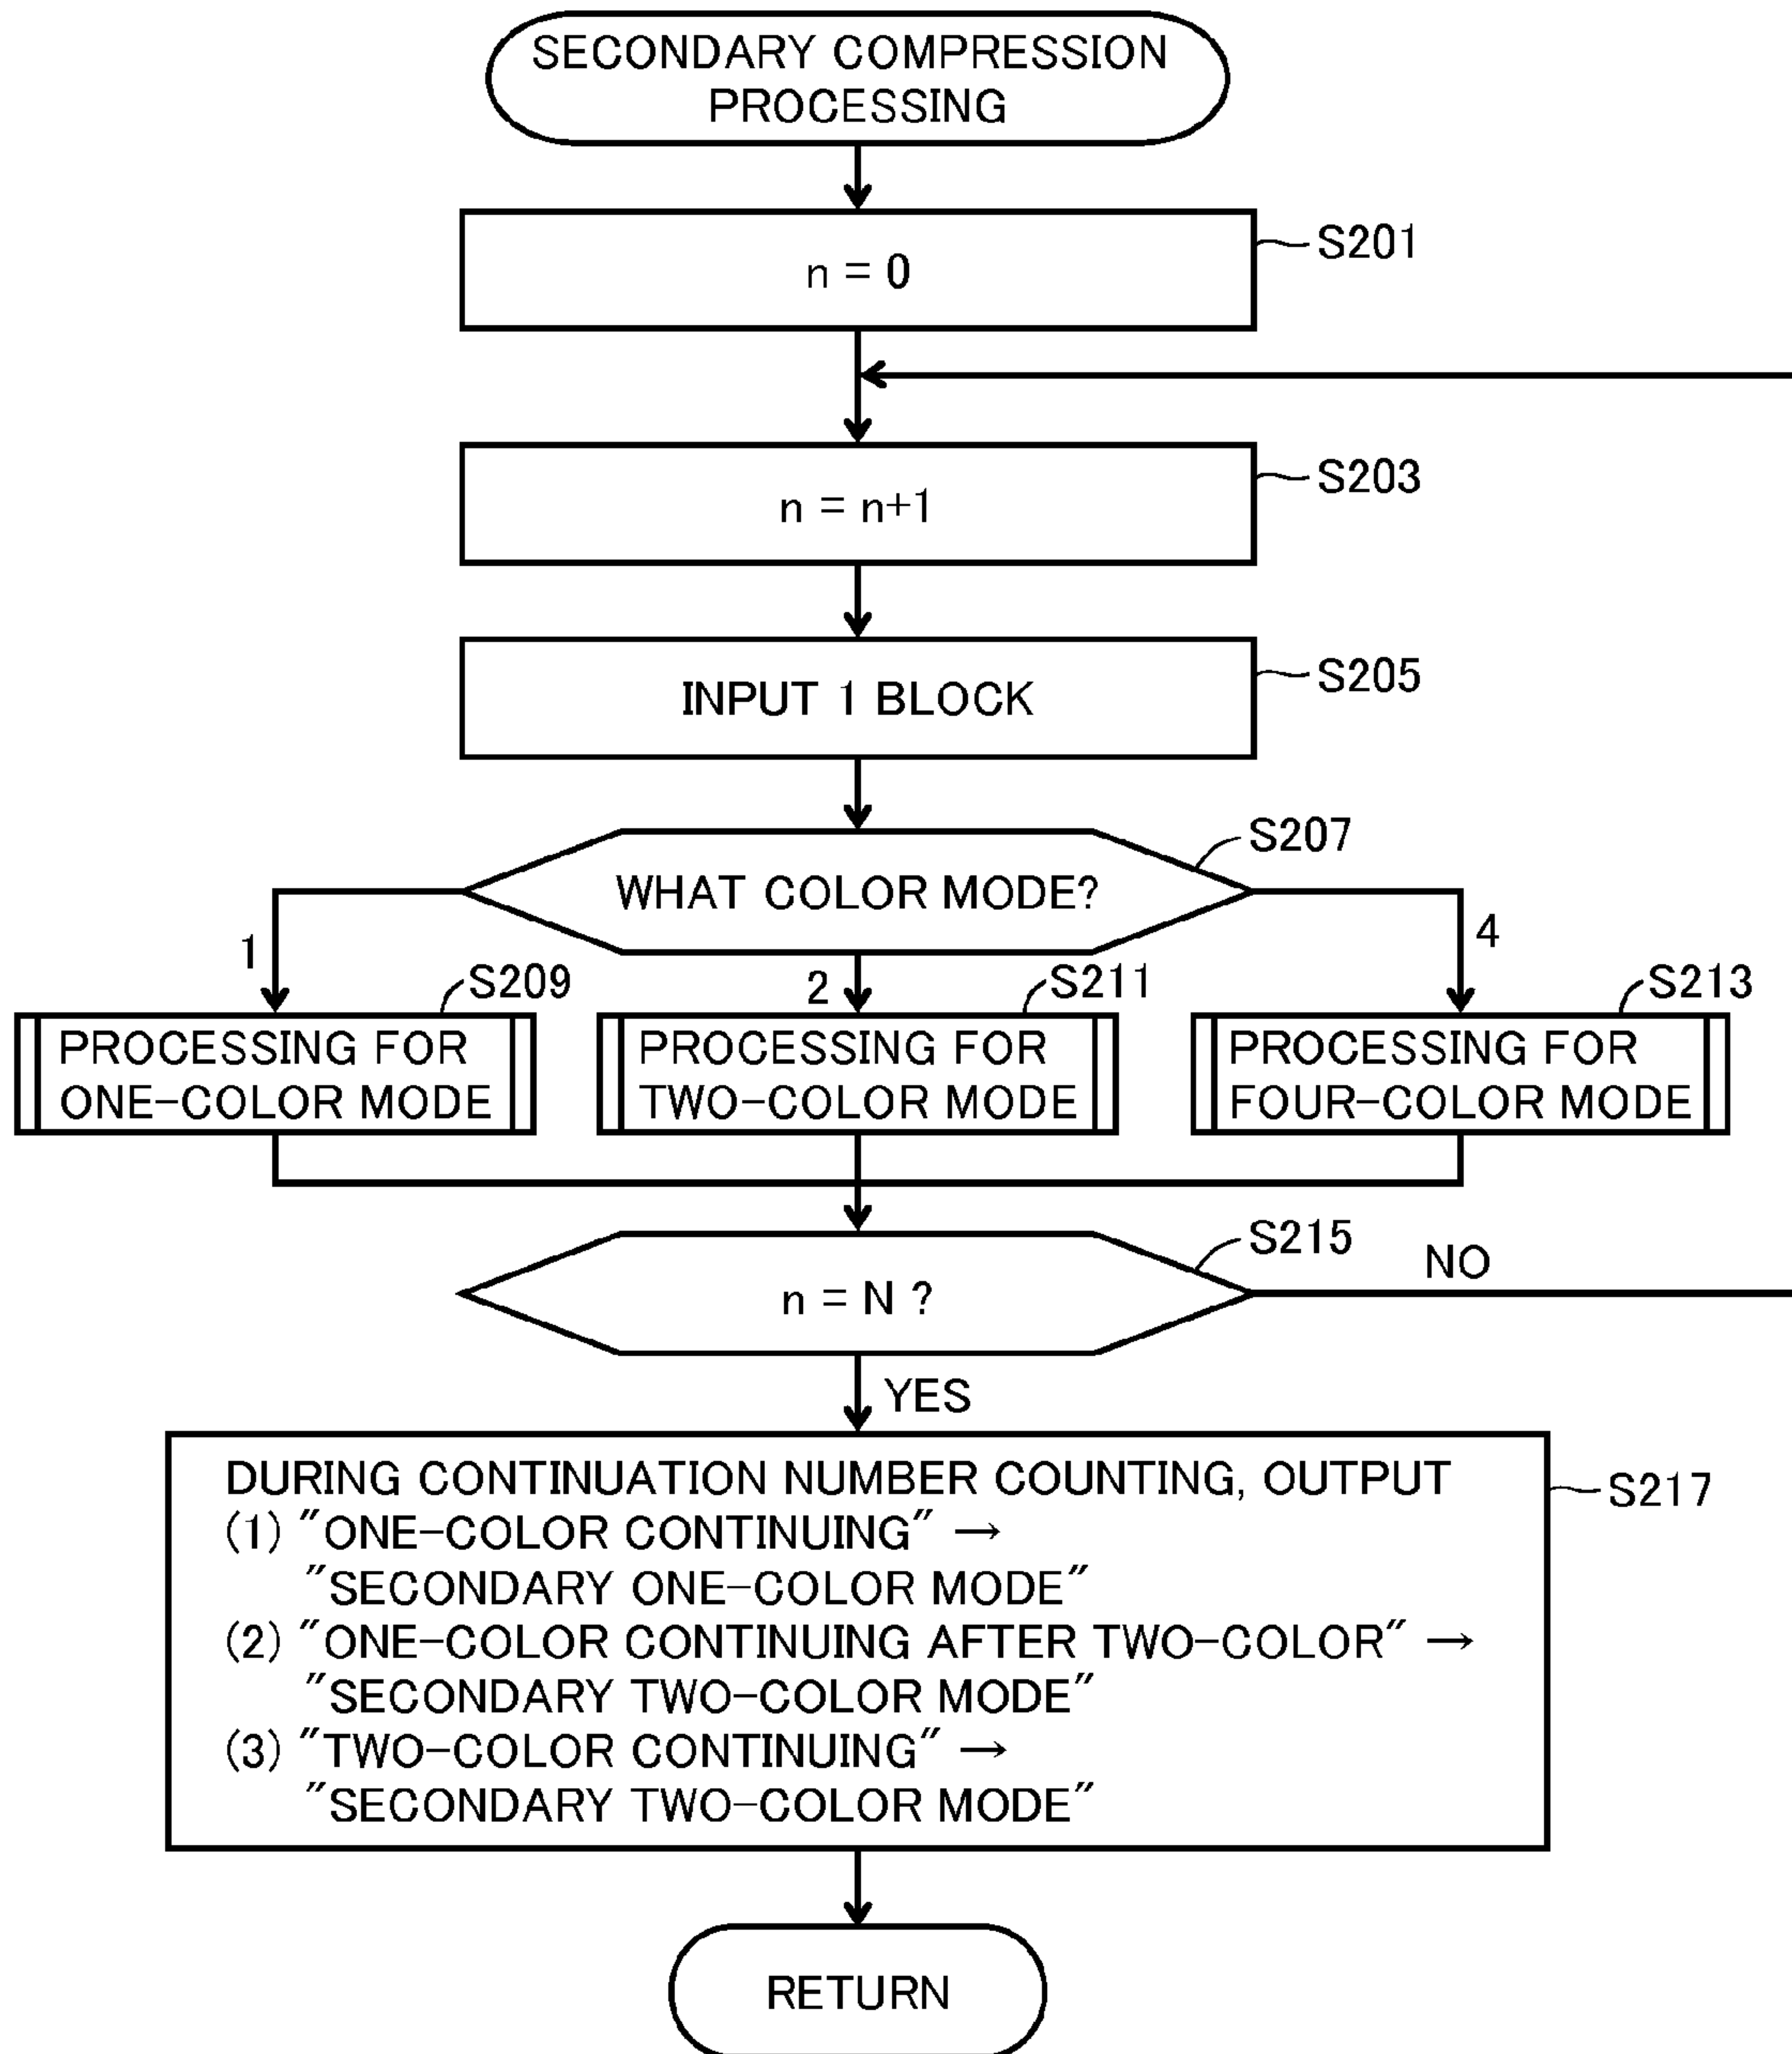 SECONDARY COMPRESSION
PROCESSING
S201
n = 0
S203
n = n+1
S205
INPUT 1 BLOCK
S207
WHAT COLOR MODE?
1
2
4
S209
S211
S213
PROCESSING FOR
ONE-COLOR MODE
PROCESSING FOR
TWO-COLOR MODE
PROCESSING FOR
FOUR-COLOR MODE
S215
NO
n = N ?
YES
S217
DURING CONTINUATION NUMBER COUNTING, OUTPUT
(1) "ONE-COLOR CONTINUING" →
"SECONDARY ONE-COLOR MODE"
(2) "ONE-COLOR CONTINUING AFTER TWO-COLOR" →
"SECONDARY TWO-COLOR MODE"
(3) "TWO-COLOR CONTINUING" →
"SECONDARY TWO-COLOR MODE"
RETURN